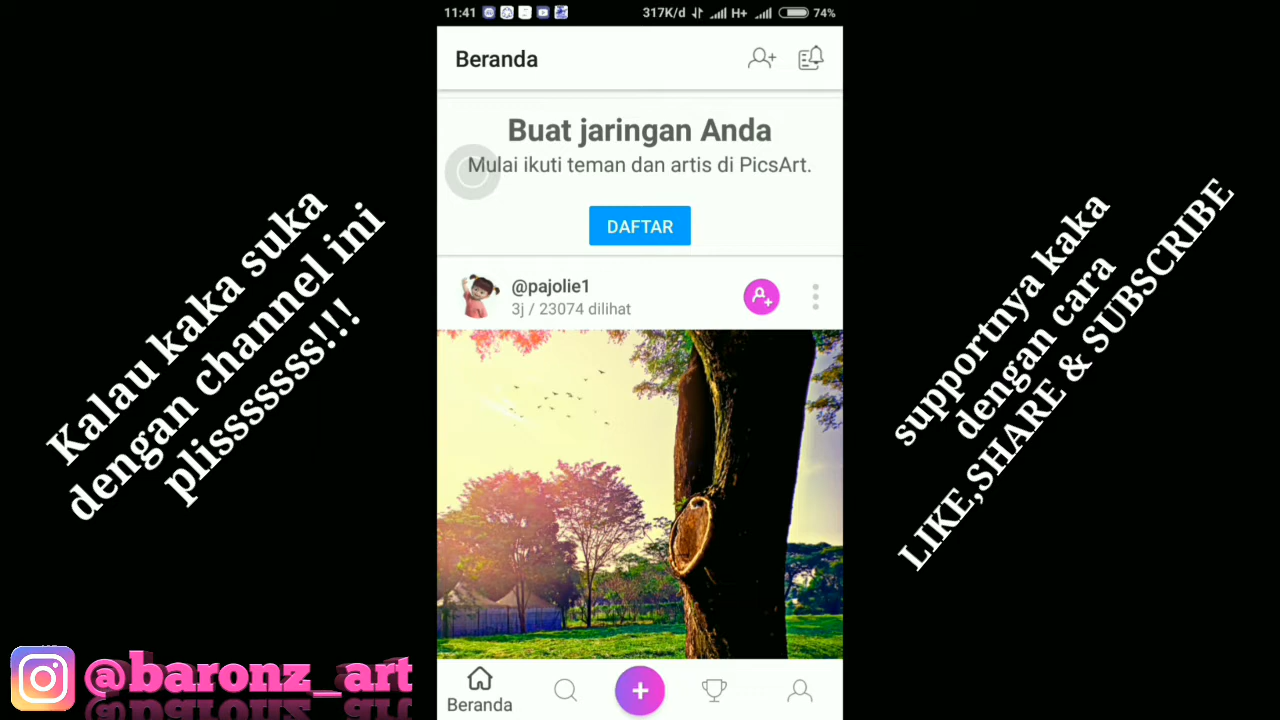 11:41 317K/d H+ 74%
Beranda
Buat jaringan Anda
Mulai ikuti teman dan artis di PicsArt.
DAFTAR
@pajolie1
3j / 23074 dilihat
Beranda
Kalau kaka suka
dengan channel ini
plisssssss!!!
supportnya kaka
dengan cara
LIKE,SHARE & SUBSCRIBE
@baronz_art